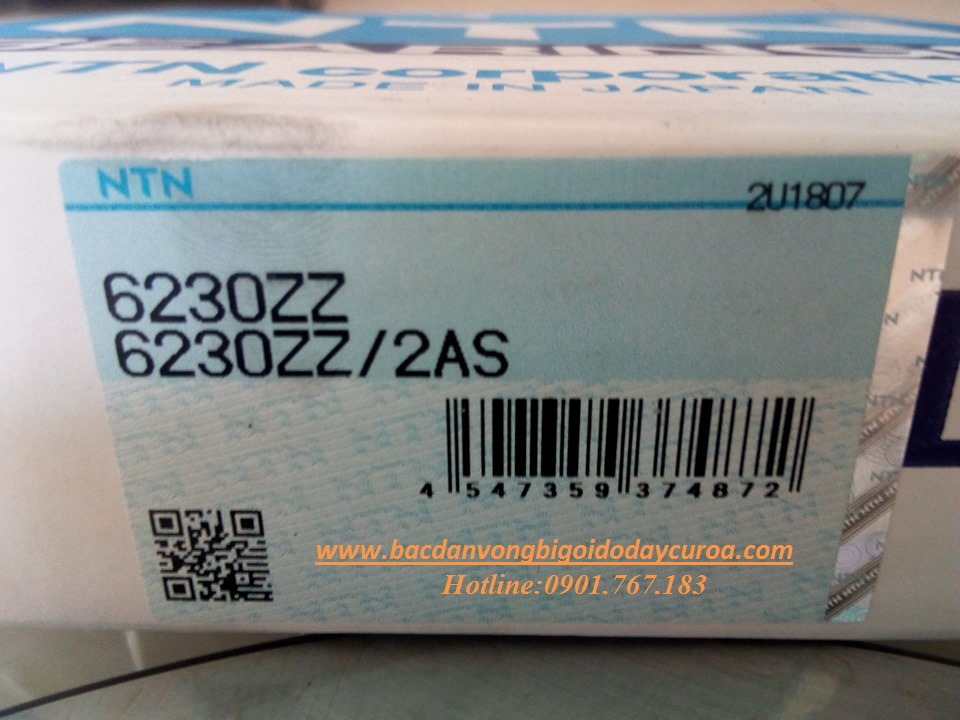 NTN
NTN corporation
MADE IN JAPAN
NTN
2U1807
6230ZZ
6230ZZ/2AS
4 547359 374872
www.bacdanvongbigoidodaycuroa.com
Hotline:0901.767.183